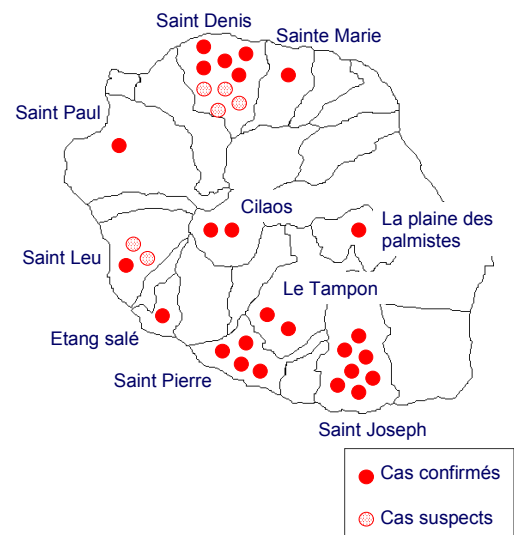 Saint Denis
Sainte Marie
Saint Paul
Cilaos
La plaine des
palmistes
Saint Leu
Le Tampon
Etang salé
Saint Pierre
Saint Joseph
Cas confirmés
Cas suspects